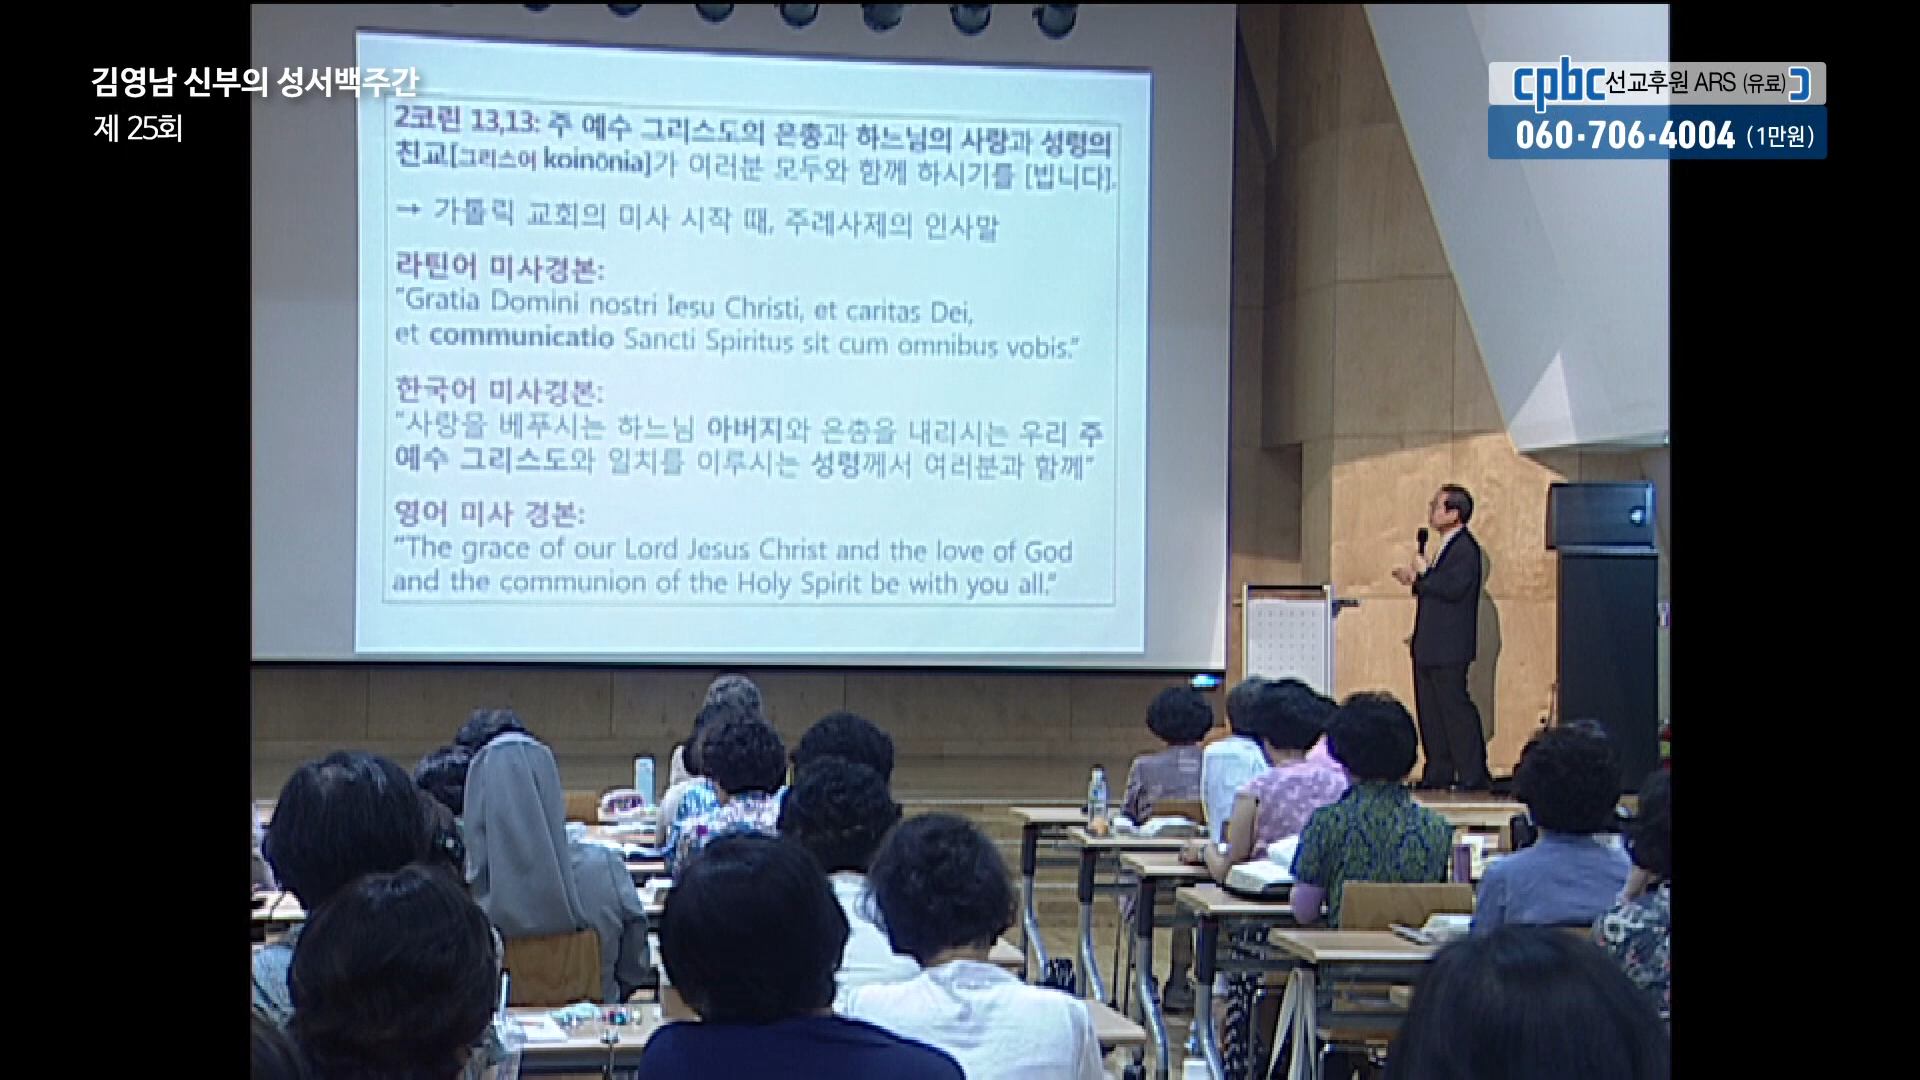 김영남 신부의 성서백주간
제 25회
cpbc 선교후원 ARS (유료)
060·706·4004 (1만원)
2코린 13,13: 주 예수 그리스도의 은총과 하느님의 사랑과 성령의
친교[그리스어 koinōnia]가 여러분 모두와 함께 하시기를 [빕니다].
→ 가톨릭 교회의 미사 시작 때, 주례사제의 인사말
라틴어 미사경본:
"Gratia Domini nostri Iesu Christi, et caritas Dei,
et communicatio Sancti Spiritus sit cum omnibus vobis."
한국어 미사경본:
"사랑을 베푸시는 하느님 아버지와 은총을 내리시는 우리 주
예수 그리스도와 일치를 이루시는 성령께서 여러분과 함께"
영어 미사 경본:
"The grace of our Lord Jesus Christ and the love of God
and the communion of the Holy Spirit be with you all."